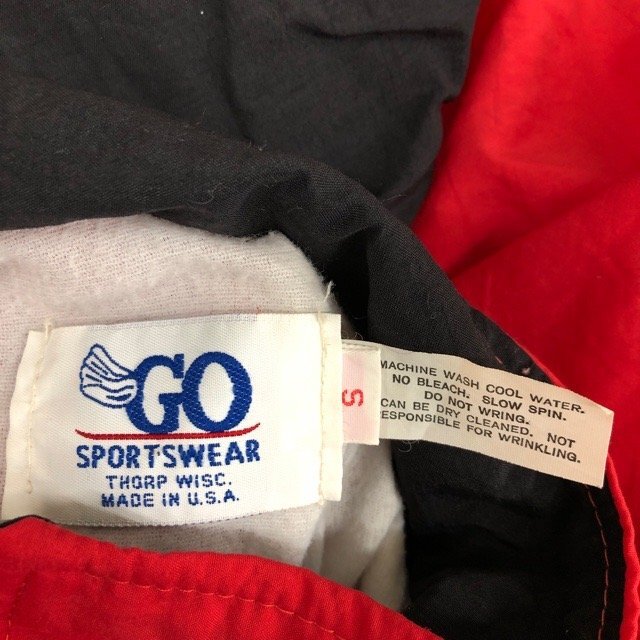 GO
SPORTSWEAR
THORP WISC.
MADE IN U.S.A.
S
MACHINE WASH COOL WATER.
NO BLEACH. SLOW SPIN.
DO NOT WRING.
CAN BE DRY CLEANED. NOT
RESPONSIBLE FOR WRINKLING.